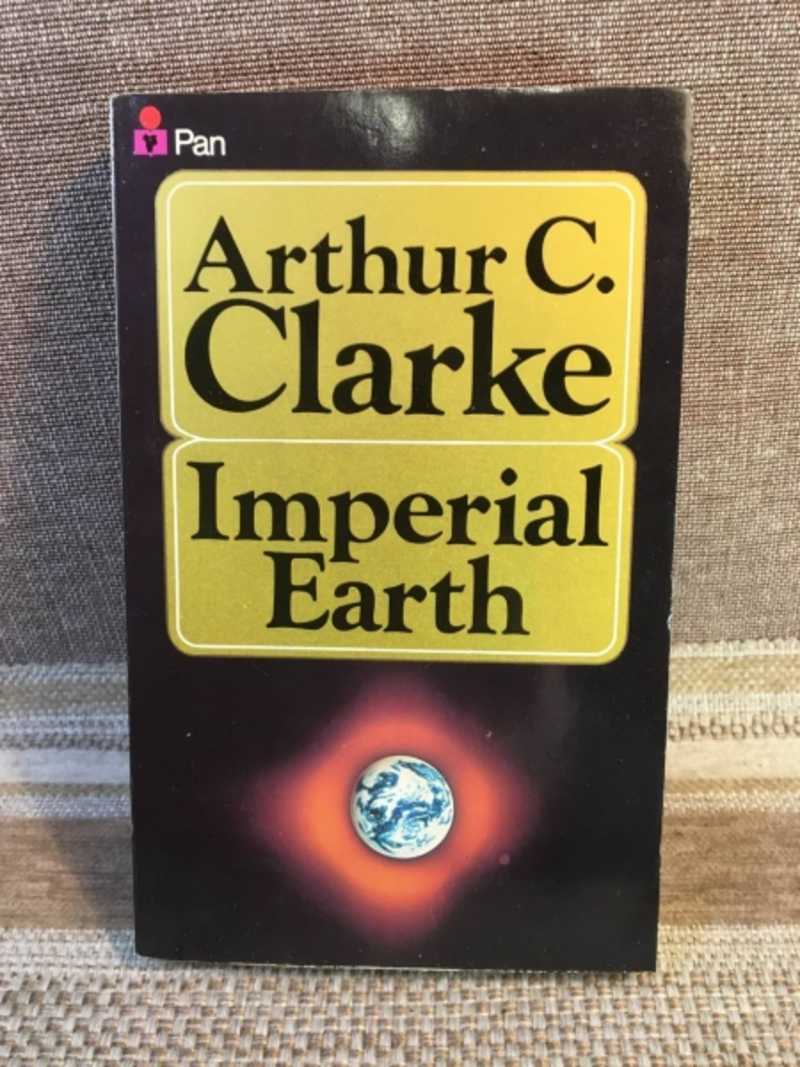 Pan
Arthur C.
Clarke
Imperial
Earth